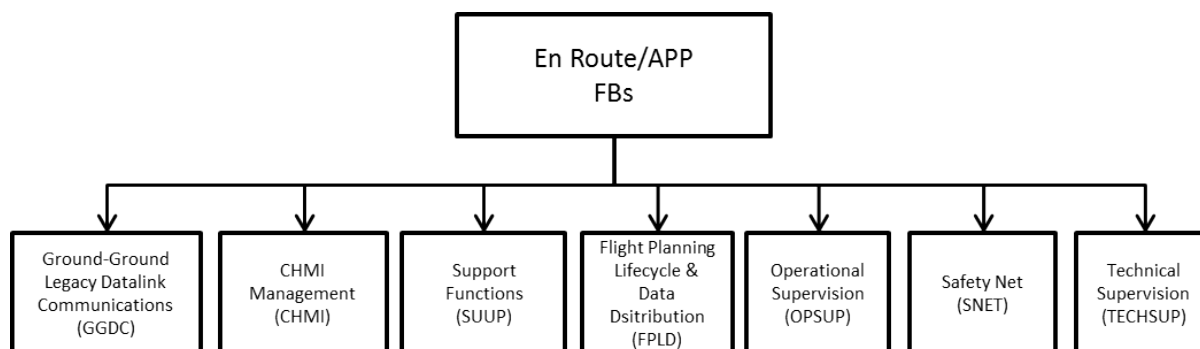 En Route/APP
FBs
Ground-Ground
Legacy Datalink
Communications
(GGDC)
CHMI
Management
(CHMI)
Support
Functions
(SUUP)
Flight Planning
Lifecycle &
Data
Dsitribution
(FPLD)
Operational
Supervision
(OPSUP)
Safety Net
(SNET)
Technical
Supervision
(TECHSUP)